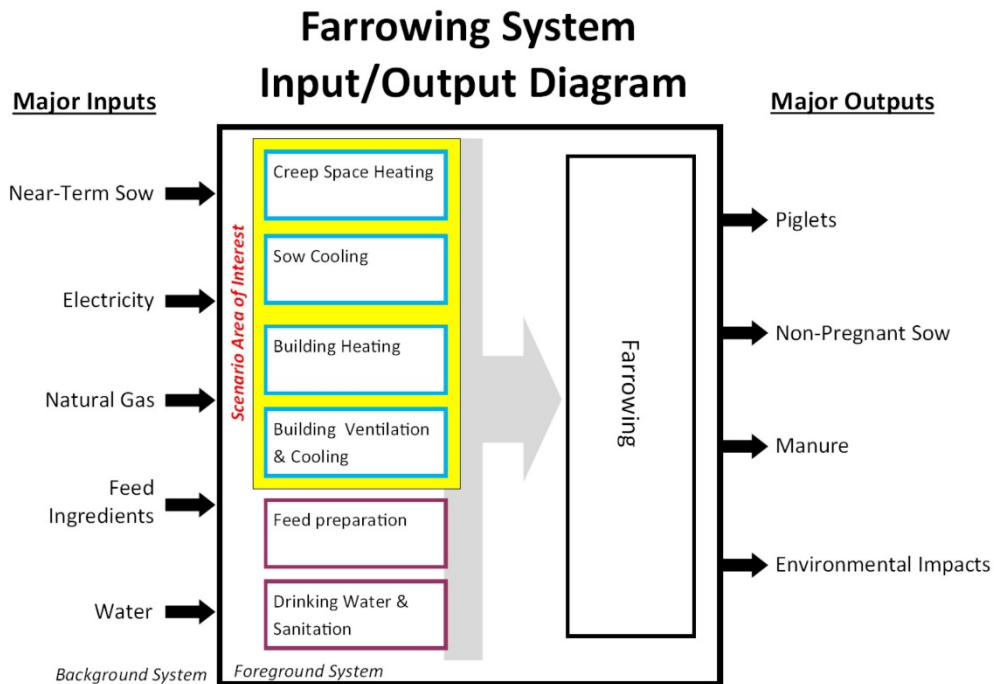 Farrowing System
Input/Output Diagram
Major Inputs
Near-Term Sow
Electricity
Natural Gas
Feed
Ingredients
Water
Background System
Scenario Area of Interest
Creep Space Heating
Sow Cooling
Building Heating
Building Ventilation
& Cooling
Feed preparation
Drinking Water &
Sanitation
Foreground System
Farrowing
Major Outputs
Piglets
Non-Pregnant Sow
Manure
Environmental Impacts